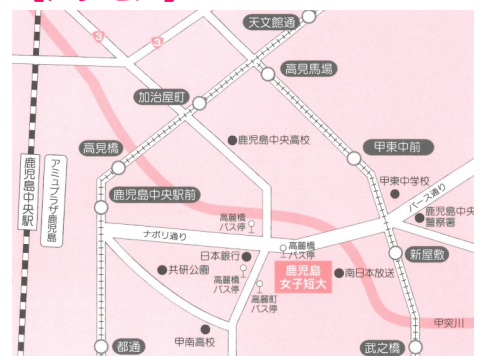 天文館通
3
3
高見馬場
加治屋町
鹿児島中央高校
甲東中前
高見橋
鹿児島中央駅
アミュプラザ鹿児島
甲東中学校
パース通り
鹿児島中央駅前
鹿児島中央
警察署
高麗橋
バス停
ナポリ通り
高麗橋
バス停
日本銀行
新屋敷
共研公園
高麗橋
バス停
鹿児島
女子短大
南日本放送
高麗町
バス停
甲突川
甲南高校
都通
武之橋